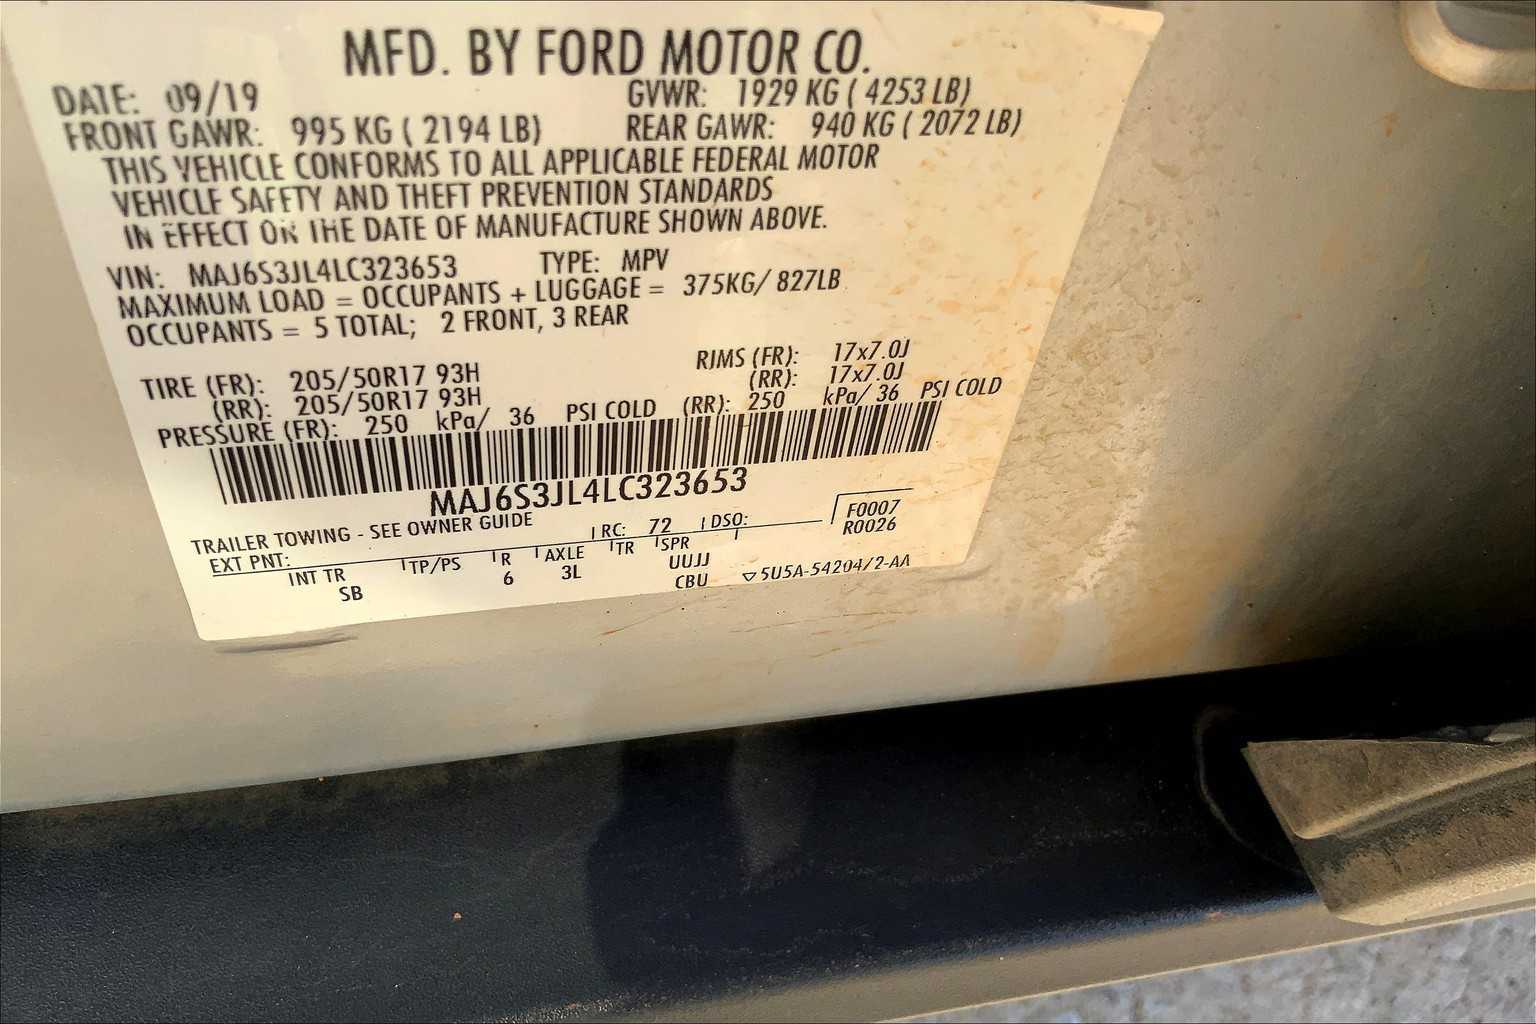 MFD. BY FORD MOTOR CO.
DATE: 09/19 GVWR: 1929 KG ( 4253 LB)
FRONT GAWR: 995 KG ( 2194 LB) REAR GAWR: 940 KG ( 2072 LB)
THIS VEHICLE CONFORMS TO ALL APPLICABLE FEDERAL MOTOR
VEHICLE SAFETY AND THEFT PREVENTION STANDARDS
IN EFFECT ON THE DATE OF MANUFACTURE SHOWN ABOVE.
VIN: MAJ6S3JL4LC323653 TYPE: MPV
MAXIMUM LOAD = OCCUPANTS + LUGGAGE = 375KG/ 827LB
OCCUPANTS = 5 TOTAL; 2 FRONT, 3 REAR
TIRE (FR): 205/50R17 93H RIMS (FR): 17x7.0J
(RR): 205/50R17 93H (RR): 17x7.0J
PRESSURE (FR): 250 kPa/ 36 PSI COLD (RR): 250 kPa/ 36 PSI COLD
MAJ6S3JL4LC323653
TRAILER TOWING - SEE OWNER GUIDE
EXT PNT: RC: 72 DSO: F0007
R0026
INT TR TP/PS R AXLE TR SPR
SB 6 3L UUJJ
CBU ▽5U5A-54204/2-AA